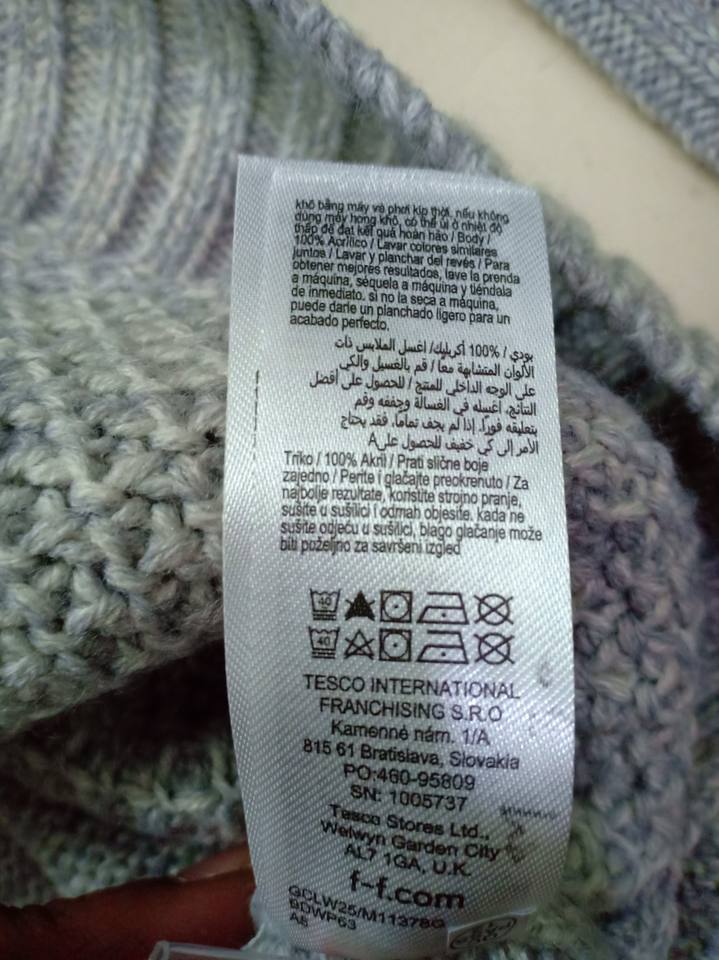 khô bằng máy và phơi kịp thời. nếu không
dùng máy hong khô, có thể ủi ở nhiệt độ
thấp để đạt kết quả hoàn hảo / Body /
100% Acrílico / Lavar colores similares
juntos / Lavar y planchar del revés / Para
obtener mejores resultados, lave la prenda
a máquina, séquela a máquina y tiéndala
de inmediato. si no la seca a máquina,
puede darle un planchado ligero para un
acabado perfecto.
بودي / 100% أكريليك/ اغسل الملابس ذات
الألوان المتشابهة معًا / قم بالغسيل والكي
على الوجه الداخلي للمنتج / للحصول على أفضل
النتائج، اغسله في الغسالة وجففه وقم
بتعليقه فورًا. إذا لم يجف تمامًا، فقد يحتاج
الأمر إلى كي خفيف للحصول على A
Triko / 100% Akril / Prati slične boje
zajedno / Perite i glačajte preokrenuto / Za
najbolje rezultate, koristite strojno pranje,
sušite u sušilici i odmah objesite. kada ne
sušite odjeću u sušilici, blago glačanje može
biti poželjno za savršeni izgled
40
40
TESCO INTERNATIONAL
FRANCHISING S.R.O
Kamenné nám. 1/A
815 61 Bratislava, Slovakia
PO:460-95809
SN: 1005737
Tesco Stores Ltd.,
Welwyn Garden City
AL7 1GA, U.K.
f-f.com
GCLW25/M11378G
BDWP63
A8